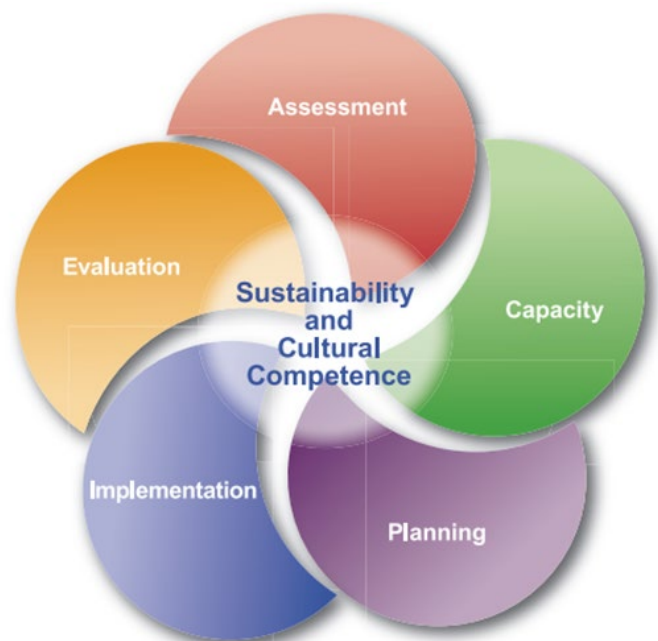 Assessment
Capacity
Planning
Implementation
Evaluation
Sustainability
and
Cultural
Competence